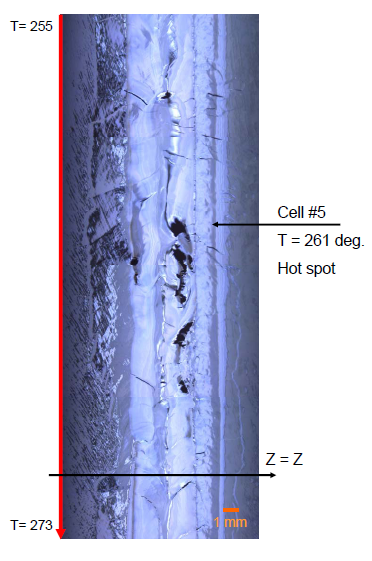 T= 255
Cell #5
T = 261 deg.
Hot spot
Z = Z
1 mm
T= 273